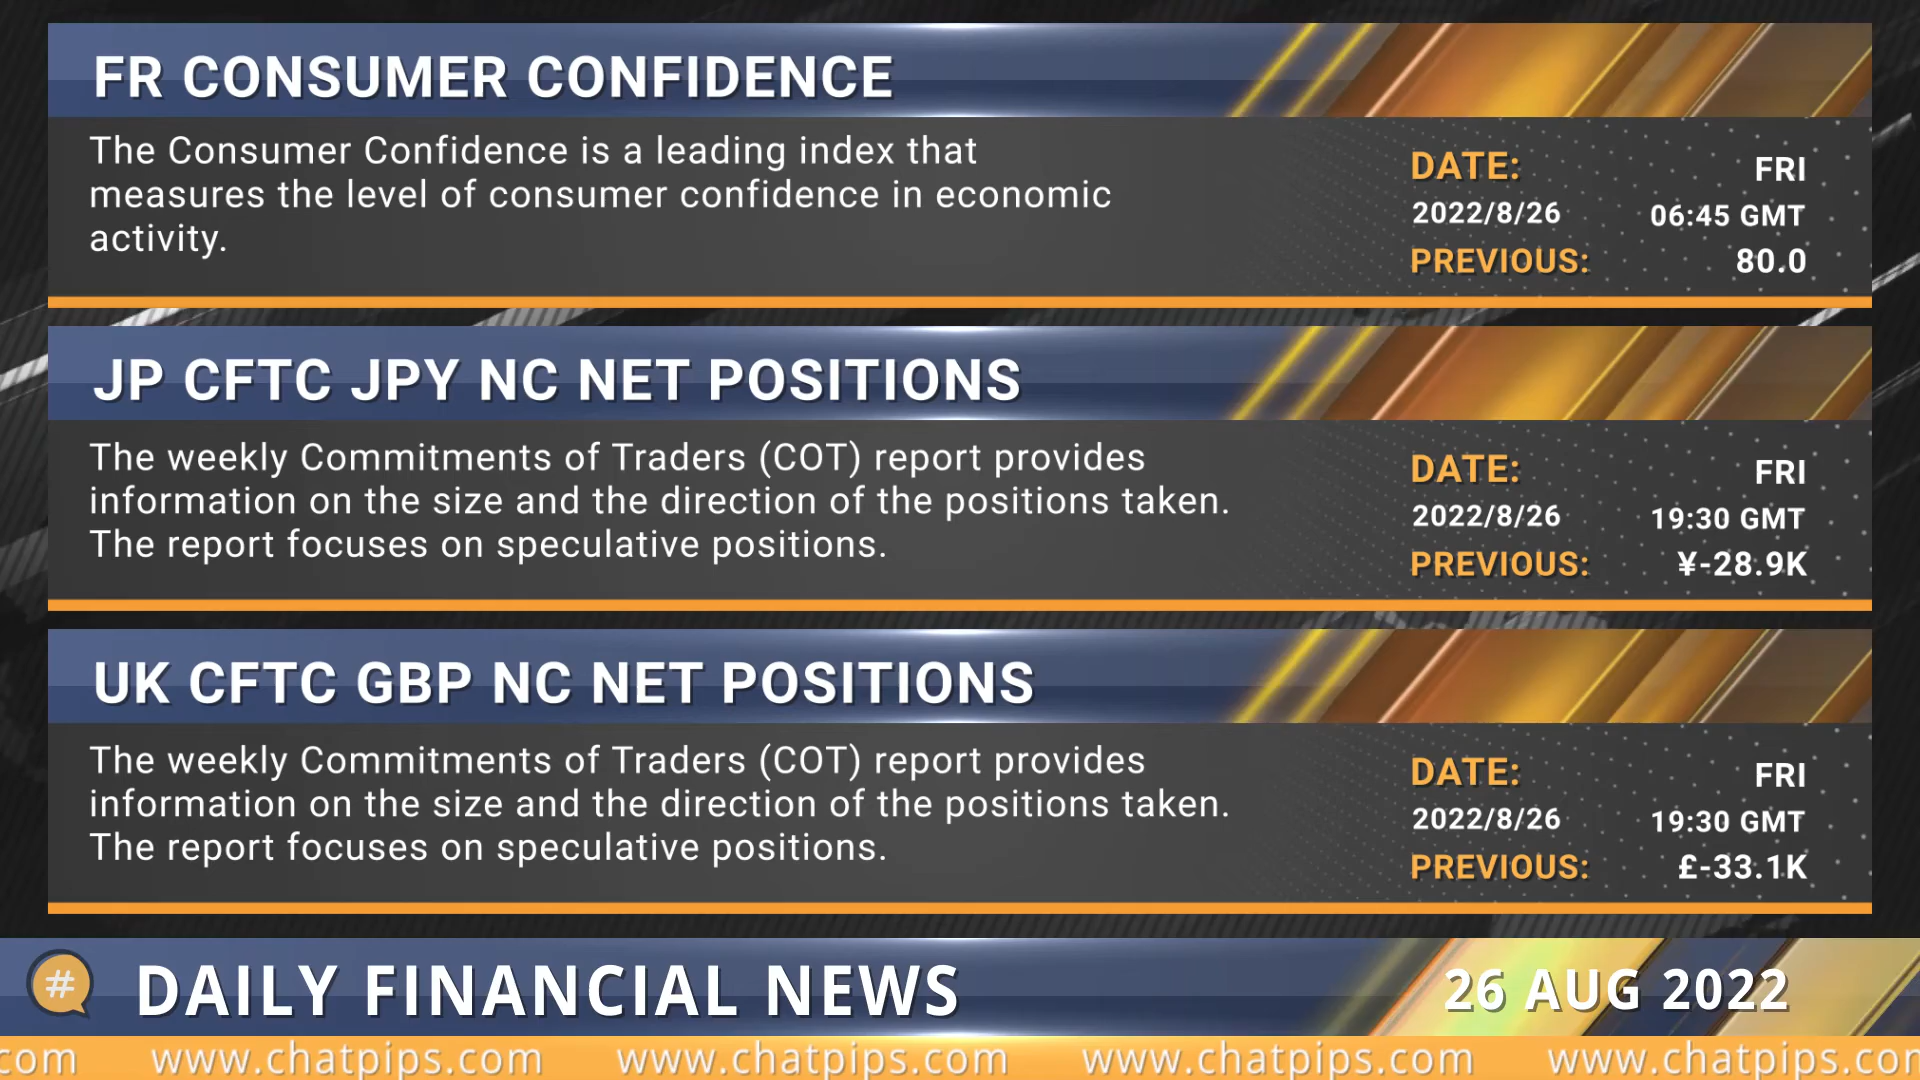 FR CONSUMER CONFIDENCE
The Consumer Confidence is a leading index that
measures the level of consumer confidence in economic
activity.
DATE: FRI
2022/8/26 06:45 GMT
PREVIOUS: 80.0
JP CFTC JPY NC NET POSITIONS
The weekly Commitments of Traders (COT) report provides
information on the size and the direction of the positions taken.
The report focuses on speculative positions.
DATE: FRI
2022/8/26 19:30 GMT
PREVIOUS: ¥-28.9K
UK CFTC GBP NC NET POSITIONS
The weekly Commitments of Traders (COT) report provides
information on the size and the direction of the positions taken.
The report focuses on speculative positions.
DATE: FRI
2022/8/26 19:30 GMT
PREVIOUS: £-33.1K
# DAILY FINANCIAL NEWS 26 AUG 2022
com www.chatpips.com www.chatpips.com www.chatpips.com www.chatpips.com